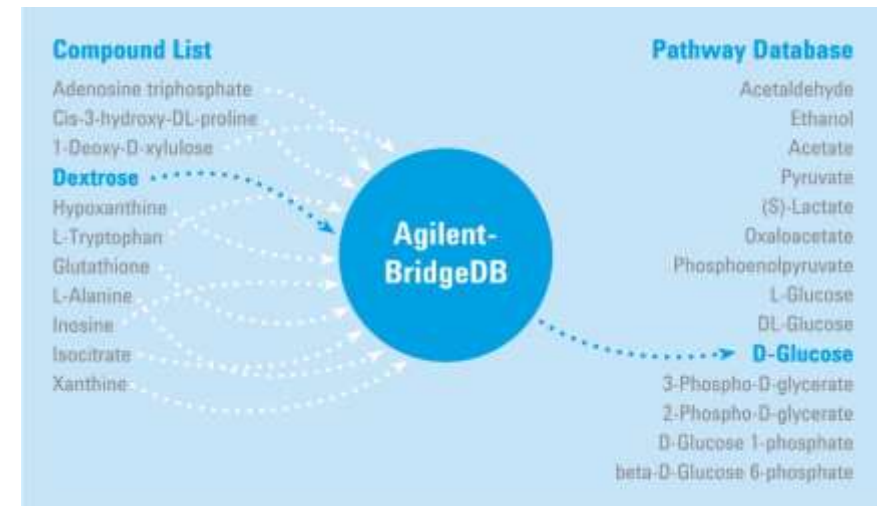 Compound List
Adenosine triphosphate
Cis-3-hydroxy-DL-proline
1-Deoxy-D-xylulose
Dextrose
Hypoxanthine
L-Tryptophan
Glutathione
L-Alanine
Inosine
Isocitrate
Xanthine
Agilent-
BridgeDB
Pathway Database
Acetaldehyde
Ethanol
Acetate
Pyruvate
(S)-Lactate
Oxaloacetate
Phosphoenolpyruvate
L-Glucose
DL-Glucose
D-Glucose
3-Phospho-D-glycerate
2-Phospho-D-glycerate
D-Glucose 1-phosphate
beta-D-Glucose 6-phosphate